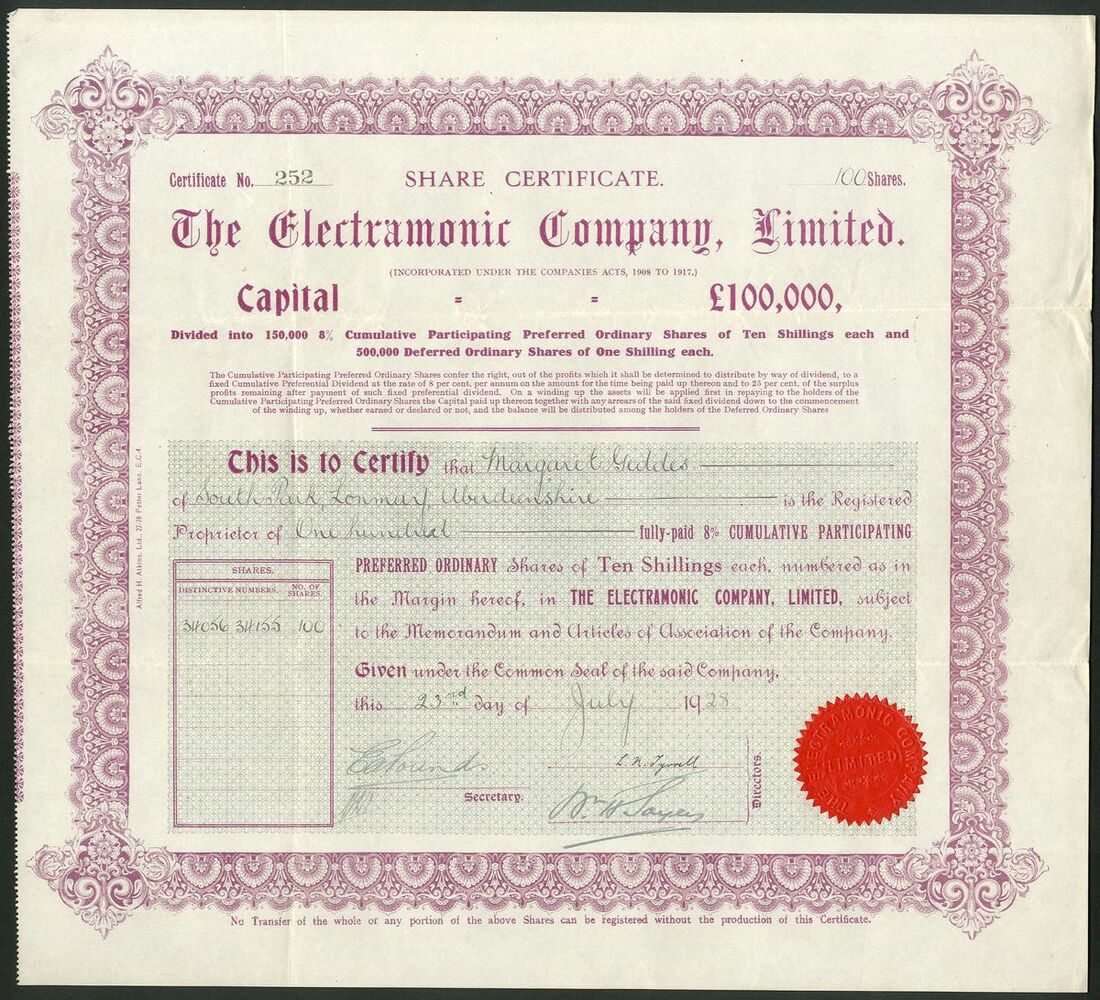 Certificate No. 252 SHARE CERTIFICATE. 100 Shares.
The Electramonic Company, Limited.
(INCORPORATED UNDER THE COMPANIES ACTS, 1908 TO 1917.)
Capital - - £100,000,
Divided into 150,000 8% Cumulative Participating Preferred Ordinary Shares of Ten Shillings each and
500,000 Deferred Ordinary Shares of One Shilling each.
The Cumulative Participating Preferred Ordinary Shares confer the right, out of the profits which it shall be determined to distribute by way of dividend, to a
fixed Cumulative Preferential Dividend at the rate of 8 per cent. per annum on the amount for the time being paid up thereon and to 25 per cent. of the surplus
profits remaining after payment of such fixed preferential dividend. On a winding up the assets will be applied first in repaying to the holders of the
Cumulative Participating Preferred Ordinary Shares the Capital paid up thereon together with any arrears of the said fixed dividend down to the commencement
of the winding up, whether earned or declared or not, and the balance will be distributed among the holders of the Deferred Ordinary Shares
This is to Certify that Margaret Geddes
of South Park, Lonmay, Aberdeenshire is the Registered
Proprietor of One hundred fully-paid 8% CUMULATIVE PARTICIPATING
PREFERRED ORDINARY Shares of Ten Shillings each, numbered as in
the Margin hereof, in THE ELECTRAMONIC COMPANY, LIMITED, subject
to the Memorandum and Articles of Association of the Company.
SHARES.
DISTINCTIVE NUMBERS. NO. OF SHARES.
34056 34155 100
Given under the Common Seal of the said Company,
this 23rd day of July 1928
L. N. Tyrrell
Secretary.
Wm H Sayers
Directors.
THE ELECTRAMONIC COMPANY
LIMITED
Alfred H. Atkins, Ltd., 27/8 Fetter Lane, E.C.4
No Transfer of the whole or any portion of the above Shares can be registered without the production of this Certificate.